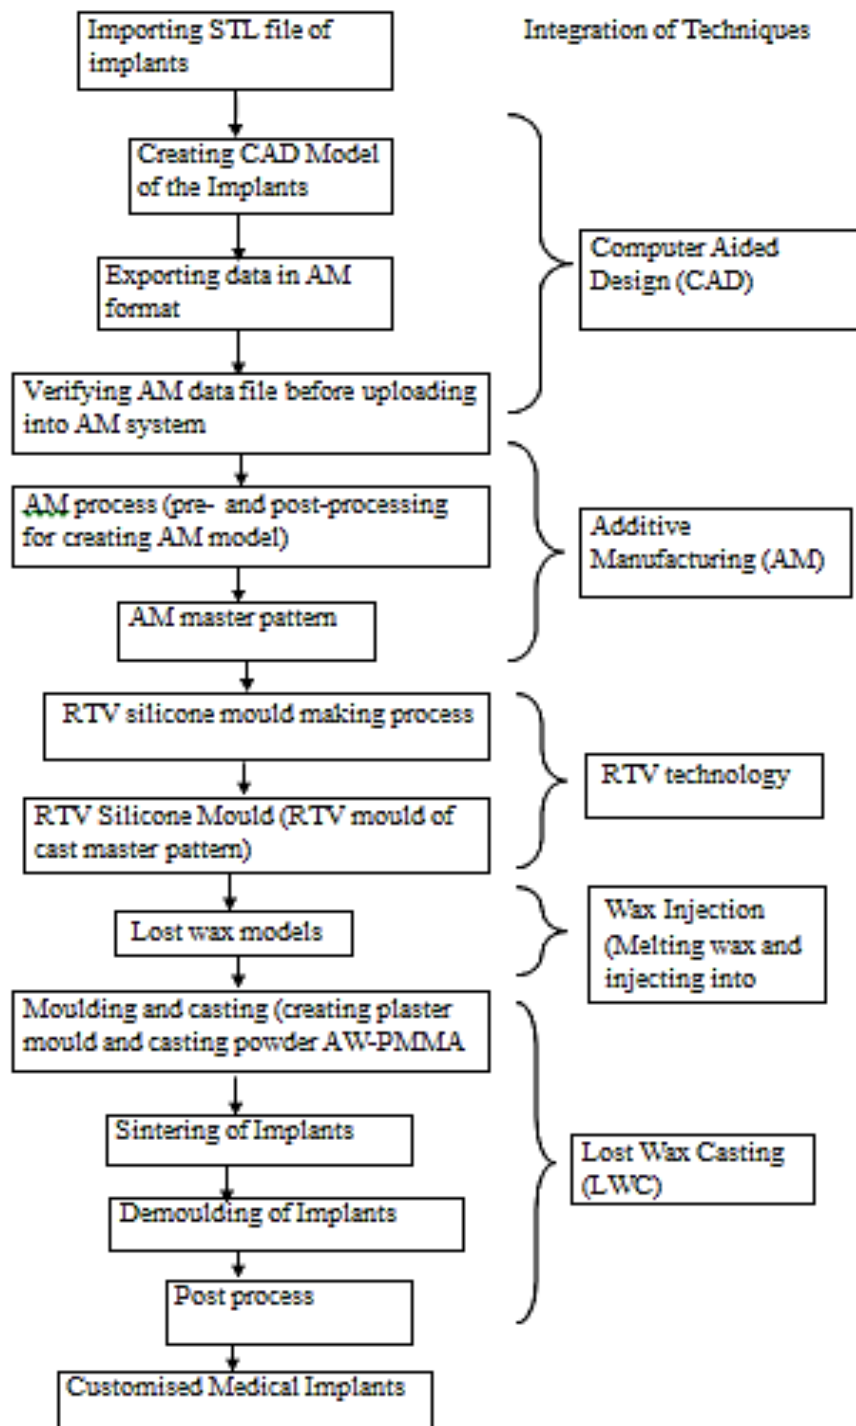 Importing STL file of
implants
Integration of Techniques
Creating CAD Model
of the Implants
Exporting data in AM
format
Computer Aided
Design (CAD)
Verifying AM data file before uploading
into AM system
AM process (pre- and post-processing
for creating AM model)
Additive
Manufacturing (AM)
AM master pattern
RTV silicone mould making process
RTV technology
RTV Silicone Mould (RTV mould of
cast master pattern)
Lost wax models
Wax Injection
(Melting wax and
injecting into
Moulding and casting (creating plaster
mould and casting powder AW-PMMA
Sintering of Implants
Lost Wax Casting
(LWC)
Demoulding of Implants
Post process
Customised Medical Implants